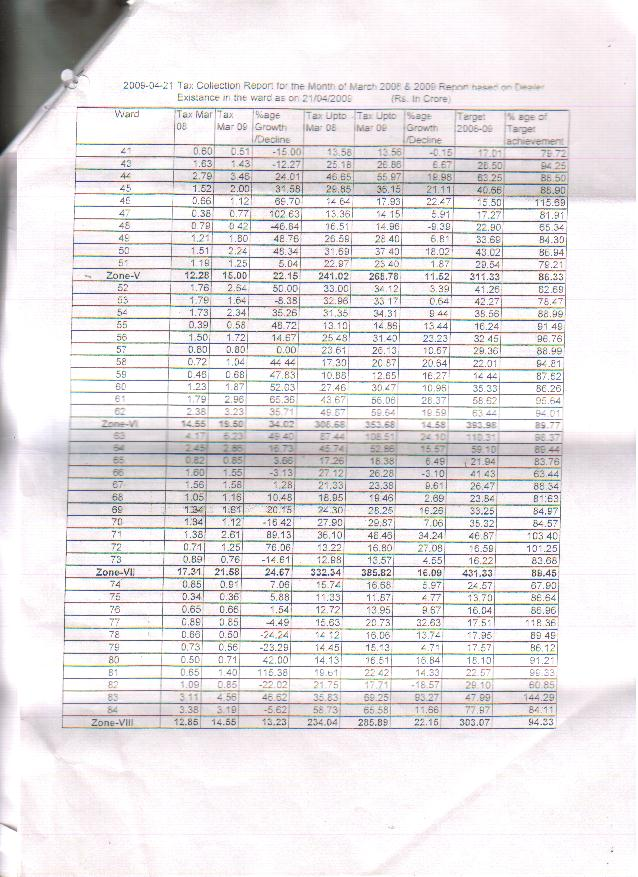 2009-04-21 Tax Collection Report for the Month of March 2008 & 2009 Report based on Dealer
Existance in the ward as on 21/04/2009 (Rs. In Crore)
Ward Tax Mar 08 Tax Mar 09 %age Growth /Decline Tax Upto Mar 08 Tax Upto Mar 09 %age Growth /Decline Target 2008-09 % age of Target achievement
41 0.60 0.51 -15.00 13.58 13.56 -0.15 17.01 79.72
43 1.63 1.43 -12.27 25.18 26.86 6.67 28.50 94.25
44 2.79 3.46 24.01 46.65 55.97 19.98 63.25 88.50
45 1.52 2.00 31.58 29.85 36.15 21.11 40.66 88.90
46 0.66 1.12 69.70 14.64 17.93 22.47 15.50 115.69
47 0.38 0.77 102.63 13.36 14.15 5.91 17.27 81.91
48 0.79 0.42 -46.84 16.51 14.96 -9.39 22.90 65.34
49 1.21 1.80 48.76 26.59 28.40 6.81 33.69 84.30
50 1.51 2.24 48.34 31.69 37.40 18.02 43.02 86.94
51 1.19 1.25 5.04 22.97 23.40 1.87 29.54 79.21
Zone-V 12.28 15.00 22.15 241.02 268.78 11.52 311.33 86.33
52 1.76 2.64 50.00 33.00 34.12 3.39 41.26 82.69
53 1.79 1.64 -8.38 32.96 33.17 0.64 42.27 78.47
54 1.73 2.34 35.26 31.35 34.31 9.44 38.56 88.99
55 0.39 0.58 48.72 13.10 14.86 13.44 16.24 91.49
56 1.50 1.72 14.67 25.48 31.40 23.23 32.45 96.76
57 0.80 0.80 0.00 23.61 26.13 10.67 29.36 88.99
58 0.72 1.04 44.44 17.30 20.87 20.64 22.01 94.81
59 0.46 0.68 47.83 10.88 12.65 16.27 14.44 87.62
60 1.23 1.87 52.03 27.46 30.47 10.96 35.33 86.26
61 1.79 2.96 65.36 43.67 56.06 28.37 58.62 95.64
62 2.38 3.23 35.71 49.87 59.64 19.59 63.44 94.01
Zone-VI 14.55 19.50 34.02 308.68 353.68 14.58 393.98 89.77
63 4.17 6.23 49.40 87.44 108.51 24.10 110.31 98.37
64 2.45 2.86 16.73 45.74 52.86 15.57 59.10 89.44
65 0.82 0.85 3.66 17.26 18.38 6.49 21.94 83.76
66 1.60 1.55 -3.13 27.12 26.28 -3.10 41.43 63.44
67 1.56 1.58 1.28 21.33 23.38 9.61 26.47 88.34
68 1.05 1.16 10.48 18.95 19.46 2.69 23.84 81.63
69 1.34 1.61 20.15 24.30 28.25 16.26 33.25 84.97
70 1.34 1.12 -16.42 27.90 29.87 7.06 35.32 84.57
71 1.38 2.61 89.13 36.10 48.46 34.24 46.87 103.40
72 0.71 1.25 76.06 13.22 16.80 27.08 16.59 101.25
73 0.89 0.76 -14.61 12.98 13.57 4.55 16.22 83.68
Zone-VII 17.31 21.58 24.67 332.34 385.82 16.09 431.33 89.45
74 0.85 0.91 7.06 15.74 16.68 5.97 24.57 67.90
75 0.34 0.36 5.88 11.33 11.87 4.77 13.70 86.64
76 0.65 0.66 1.54 12.72 13.95 9.67 16.04 86.96
77 0.89 0.85 -4.49 15.63 20.73 32.63 17.51 118.36
78 0.66 0.50 -24.24 14.12 16.06 13.74 17.95 89.49
79 0.73 0.56 -23.29 14.45 15.13 4.71 17.57 86.12
80 0.50 0.71 42.00 14.13 16.51 16.84 18.10 91.21
81 0.65 1.40 115.38 19.61 22.42 14.33 22.57 99.33
82 1.09 0.85 -22.02 21.75 17.71 -18.57 29.10 60.85
83 3.11 4.56 46.62 35.83 69.25 93.27 47.99 144.29
84 3.38 3.19 -5.62 58.73 65.58 11.66 77.97 84.11
Zone-VIII 12.85 14.55 13.23 234.04 285.89 22.15 303.07 94.33